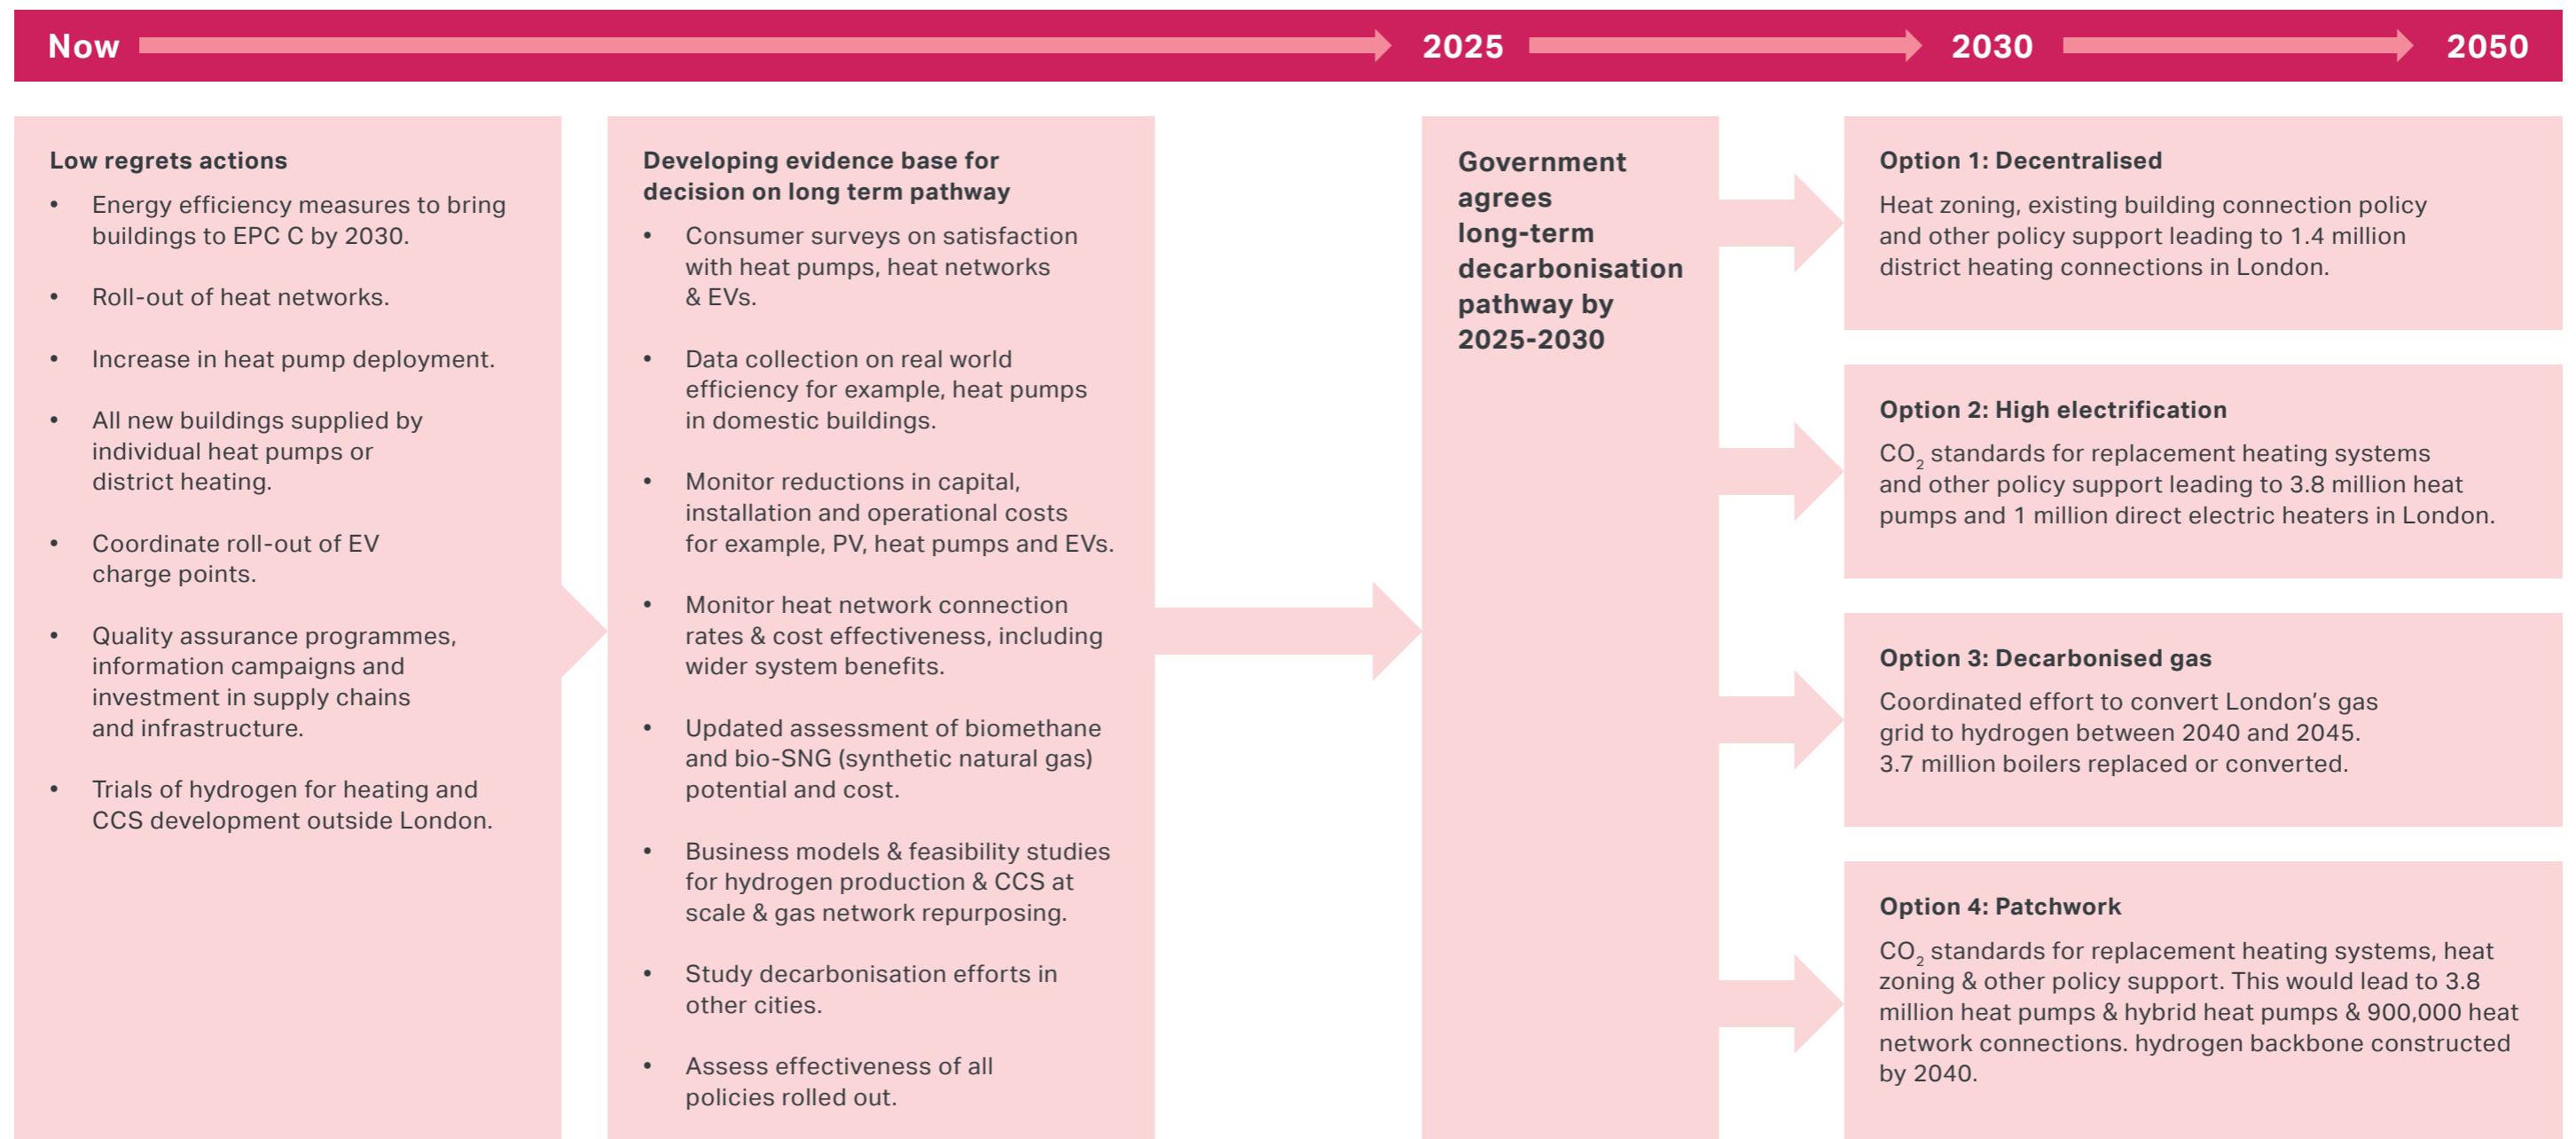 Now
2025
2030
2050
Low regrets actions
• Energy efficiency measures to bring
buildings to EPC C by 2030.
• Roll-out of heat networks.
• Increase in heat pump deployment.
• All new buildings supplied by
individual heat pumps or
district heating.
• Coordinate roll-out of EV
charge points.
• Quality assurance programmes,
information campaigns and
investment in supply chains
and infrastructure.
• Trials of hydrogen for heating and
CCS development outside London.
Developing evidence base for
decision on long term pathway
• Consumer surveys on satisfaction
with heat pumps, heat networks
& EVs.
• Data collection on real world
efficiency for example, heat pumps
in domestic buildings.
• Monitor reductions in capital,
installation and operational costs
for example, PV, heat pumps and EVs.
• Monitor heat network connection
rates & cost effectiveness, including
wider system benefits.
• Updated assessment of biomethane
and bio-SNG (synthetic natural gas)
potential and cost.
• Business models & feasibility studies
for hydrogen production & CCS at
scale & gas network repurposing.
• Study decarbonisation efforts in
other cities.
• Assess effectiveness of all
policies rolled out.
Government
agrees
long-term
decarbonisation
pathway by
2025-2030
Option 1: Decentralised
Heat zoning, existing building connection policy
and other policy support leading to 1.4 million
district heating connections in London.
Option 2: High electrification
CO₂ standards for replacement heating systems
and other policy support leading to 3.8 million heat
pumps and 1 million direct electric heaters in London.
Option 3: Decarbonised gas
Coordinated effort to convert London’s gas
grid to hydrogen between 2040 and 2045.
3.7 million boilers replaced or converted.
Option 4: Patchwork
CO₂ standards for replacement heating systems, heat
zoning & other policy support. This would lead to 3.8
million heat pumps & hybrid heat pumps & 900,000 heat
network connections. hydrogen backbone constructed
by 2040.